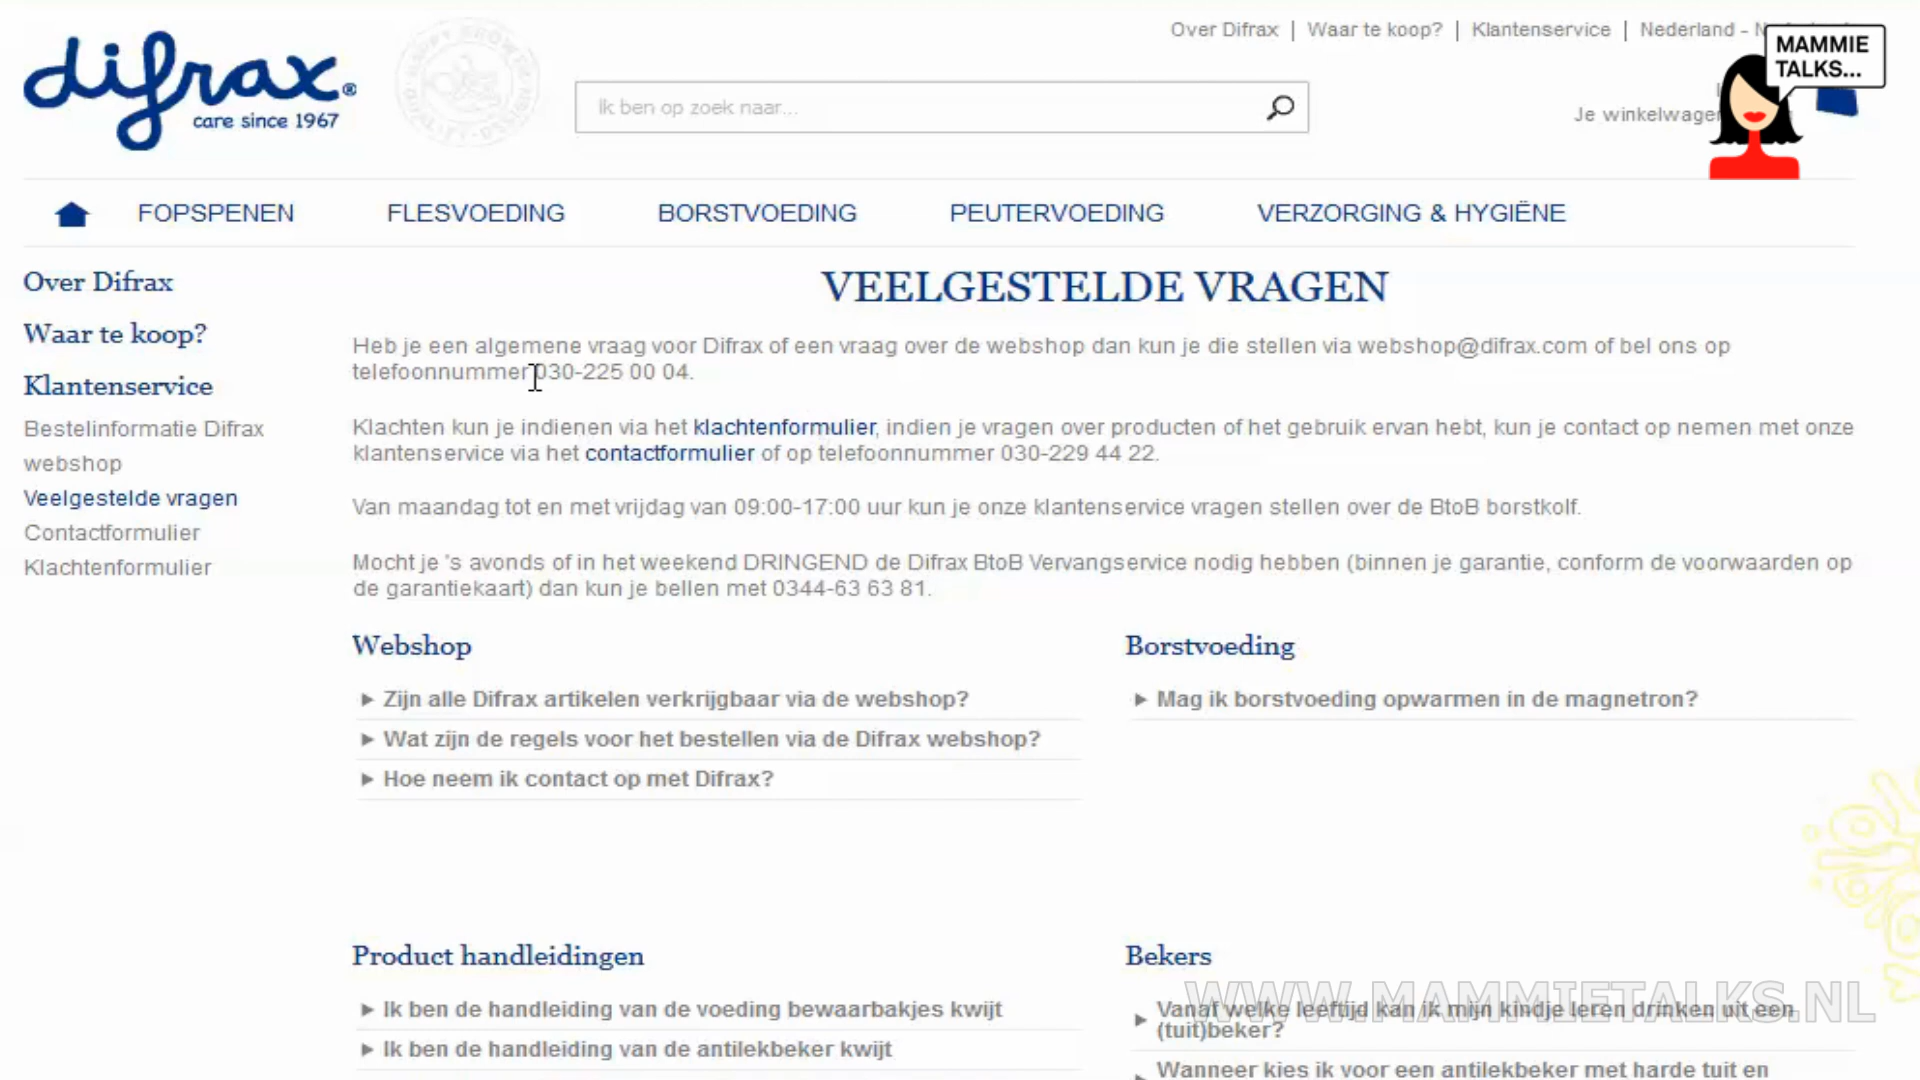 Over Difrax | Waar te koop? | Klantenservice | Nederland -
MAMMIE
TALKS...
difrax®
care since 1967
Ik ben op zoek naar...
Je winkelwagen
FOPSPENEN FLESVOEDING BORSTVOEDING PEUTERVOEDING VERZORGING & HYGIËNE
Over Difrax
Waar te koop?
Klantenservice
Bestelinformatie Difrax
webshop
Veelgestelde vragen
Contactformulier
Klachtenformulier
VEELGESTELDE VRAGEN
Heb je een algemene vraag voor Difrax of een vraag over de webshop dan kun je die stellen via webshop@difrax.com of bel ons op
telefoonnummer 030-225 00 04.
Klachten kun je indienen via het klachtenformulier, indien je vragen over producten of het gebruik ervan hebt, kun je contact op nemen met onze
klantenservice via het contactformulier of op telefoonnummer 030-229 44 22.
Van maandag tot en met vrijdag van 09:00-17:00 uur kun je onze klantenservice vragen stellen over de BtoB borstkolf.
Mocht je 's avonds of in het weekend DRINGEND de Difrax BtoB Vervangservice nodig hebben (binnen je garantie, conform de voorwaarden op
de garantiekaart) dan kun je bellen met 0344-63 63 81.
Webshop
Zijn alle Difrax artikelen verkrijgbaar via de webshop?
Wat zijn de regels voor het bestellen via de Difrax webshop?
Hoe neem ik contact op met Difrax?
Borstvoeding
Mag ik borstvoeding opwarmen in de magnetron?
Product handleidingen
Ik ben de handleiding van de voeding bewaarbakjes kwijt
Ik ben de handleiding van de antilekbeker kwijt
Bekers
Vanaf welke leeftijd kan ik mijn kindje leren drinken uit een
(tuit)beker?
Wanneer kies ik voor een antilekbeker met harde tuit en
WWW.MAMMIETALKS.NL